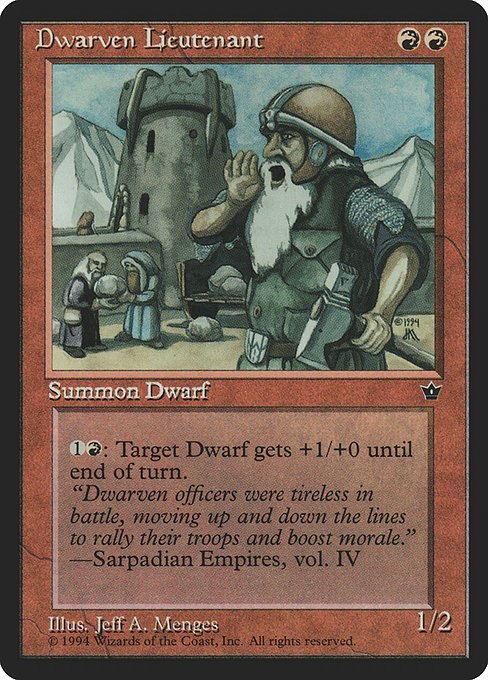 Dwarven Lieutenant
©1994
Summon Dwarf
1R: Target Dwarf gets +1/+0 until
end of turn.
“Dwarven officers were tireless in
battle, moving up and down the lines
to rally their troops and boost morale.”
—Sarpadian Empires, vol. IV
Illus. Jeff A. Menges
1/2
© 1994 Wizards of the Coast, Inc. All rights reserved.